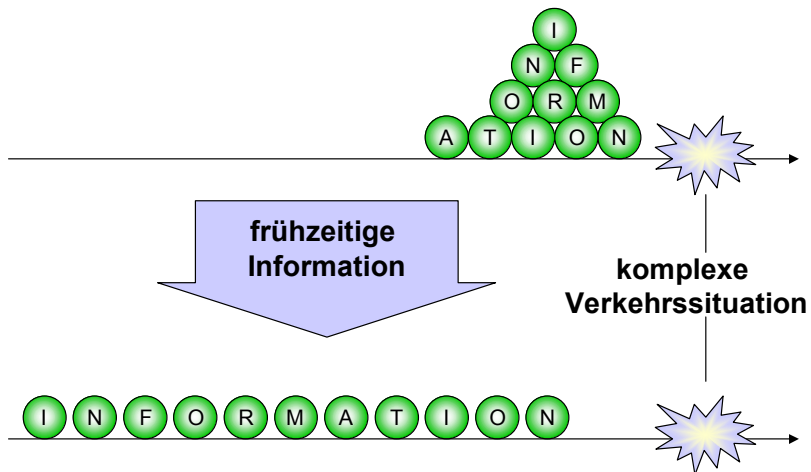 I
N F
O R M
A T I O N
frühzeitige
Information
komplexe
Verkehrssituation
I N F O R M A T I O N